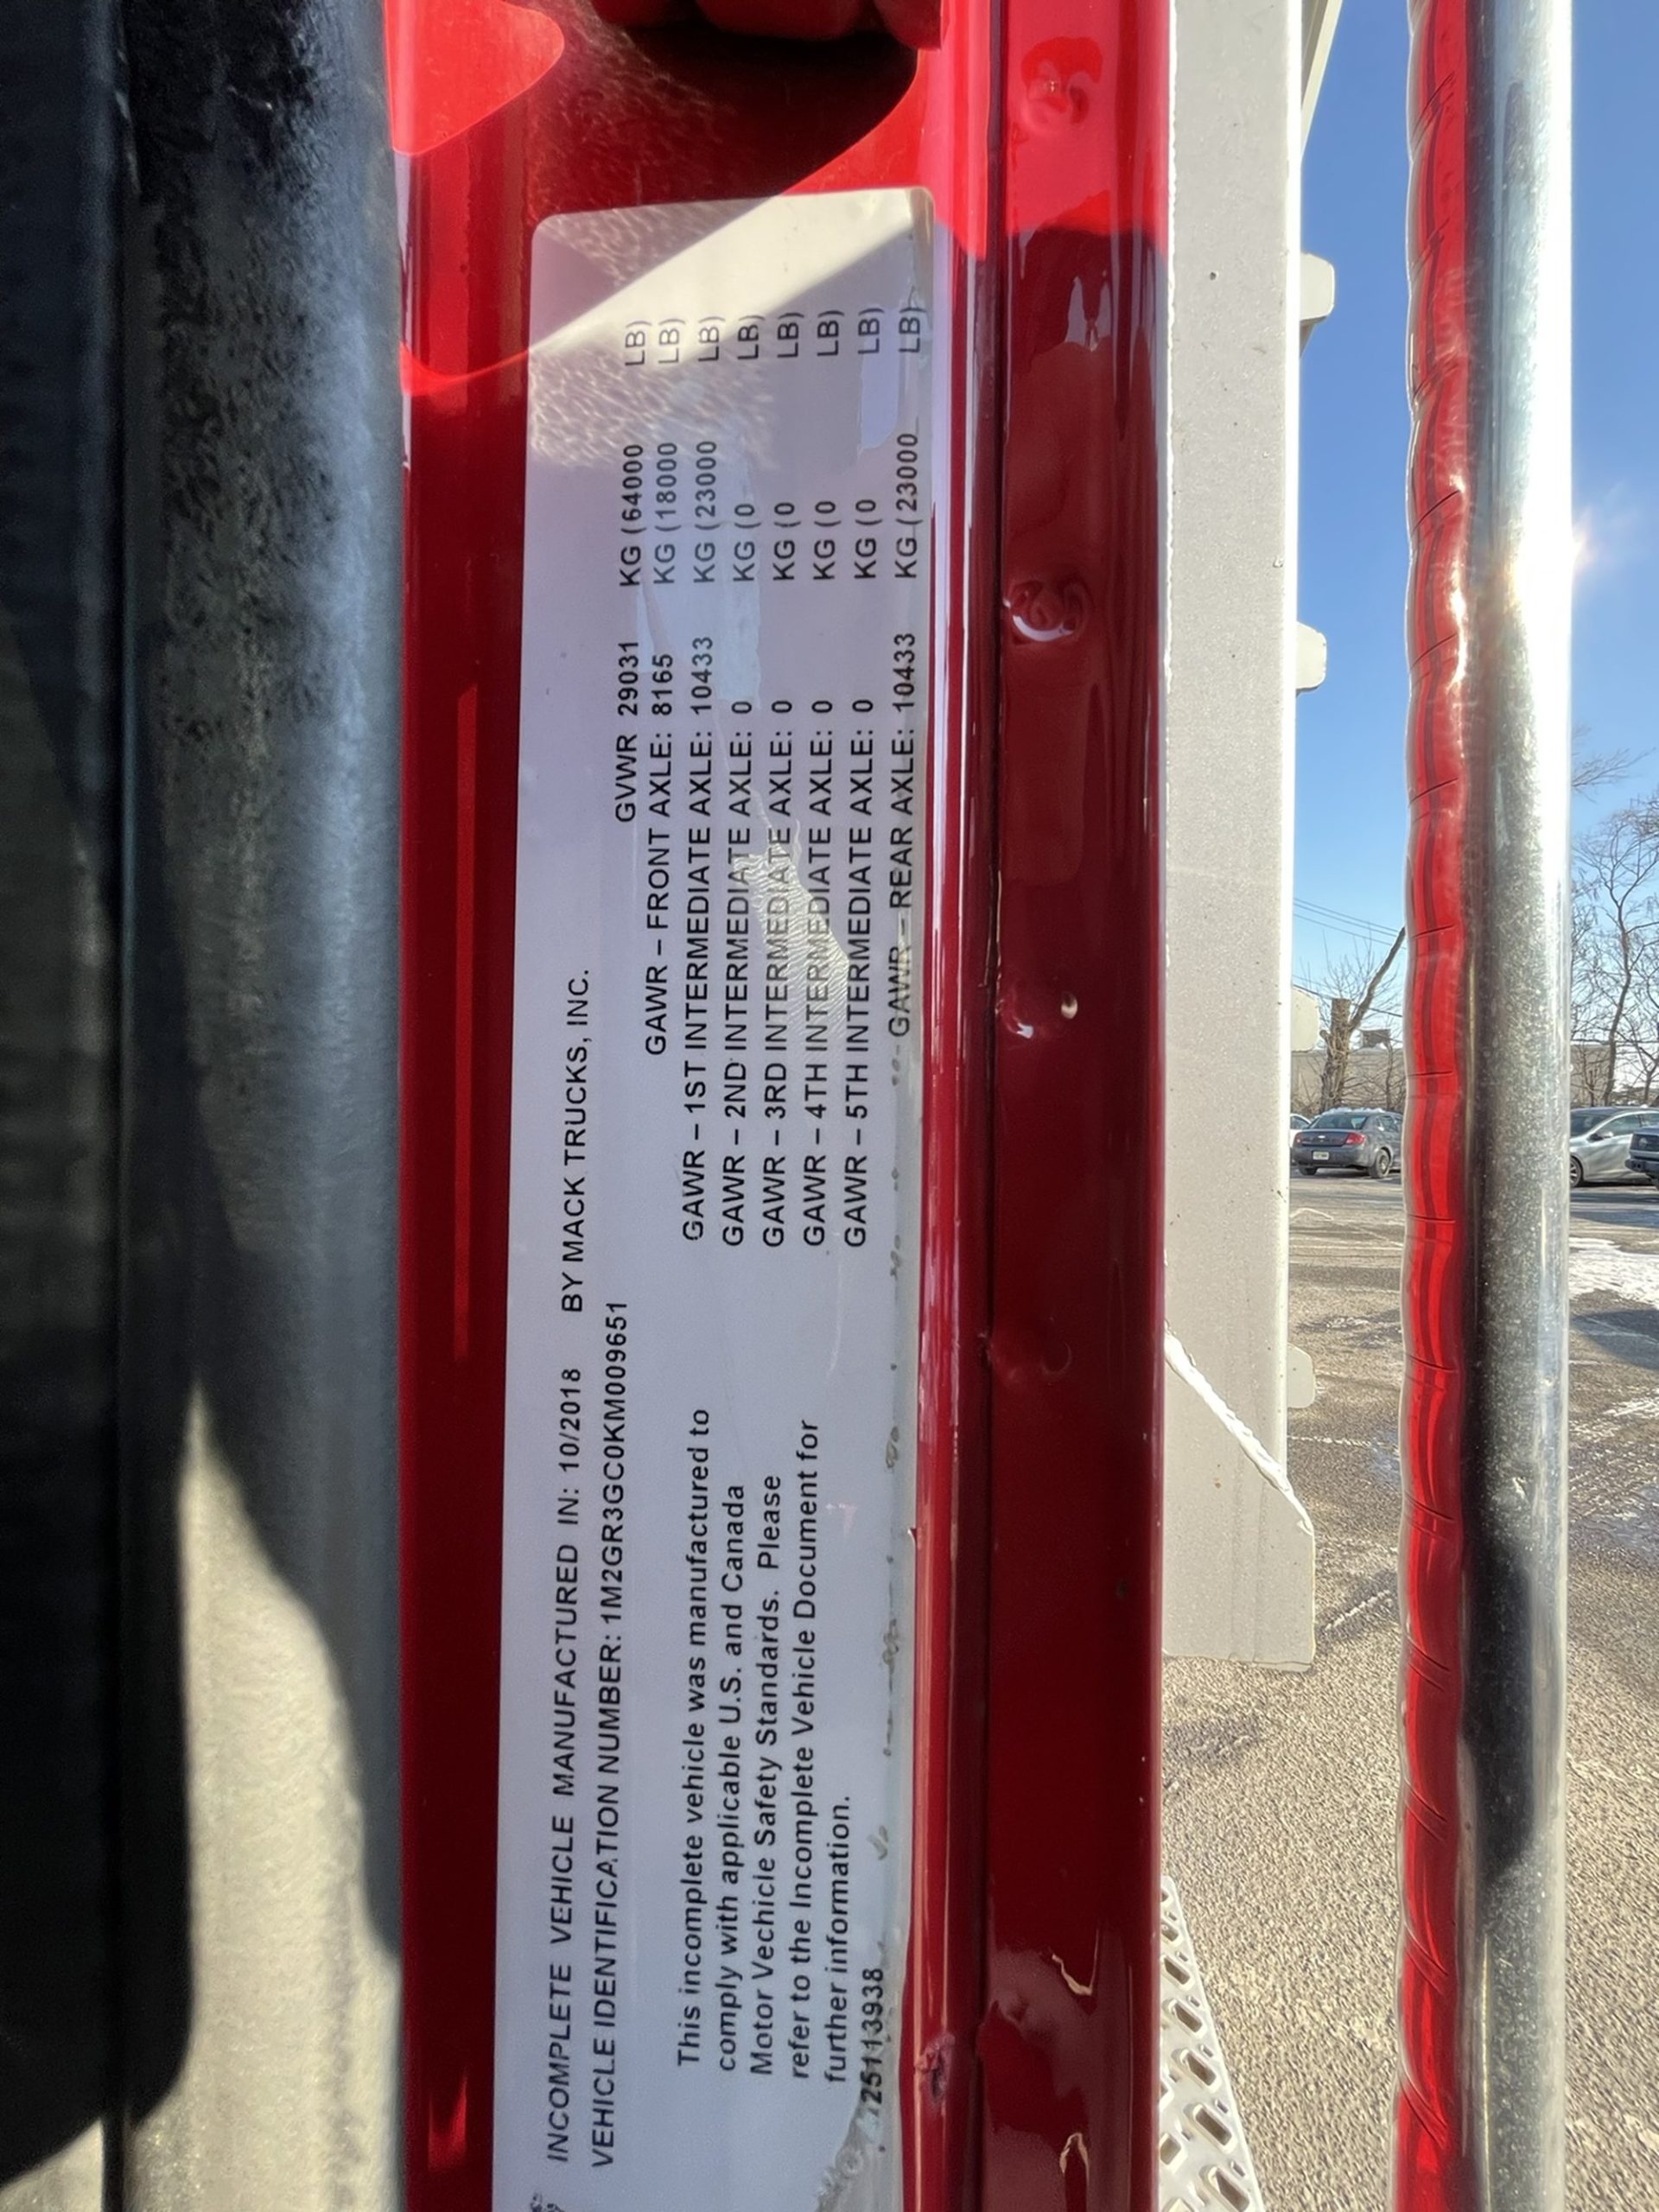 INCOMPLETE VEHICLE MANUFACTURED IN: 10/2018 BY MACK TRUCKS, INC.
VEHICLE IDENTIFICATION NUMBER: 1M2GR3GC0KM009651
GVWR 29031 KG (64000 LB)
GAWR – FRONT AXLE: 8165 KG (18000 LB)
GAWR – 1ST INTERMEDIATE AXLE: 10433 KG (23000 LB)
GAWR – 2ND INTERMEDIATE AXLE: 0 KG (0 LB)
GAWR – 3RD INTERMEDIATE AXLE: 0 KG (0 LB)
GAWR – 4TH INTERMEDIATE AXLE: 0 KG (0 LB)
GAWR – 5TH INTERMEDIATE AXLE: 0 KG (0 LB)
GAWR – REAR AXLE: 10433 KG (23000 LB)
This incomplete vehicle was manufactured to
comply with applicable U.S. and Canada
Motor Vechicle Safety Standards. Please
refer to the Incomplete Vehicle Document for
further information.
25113938